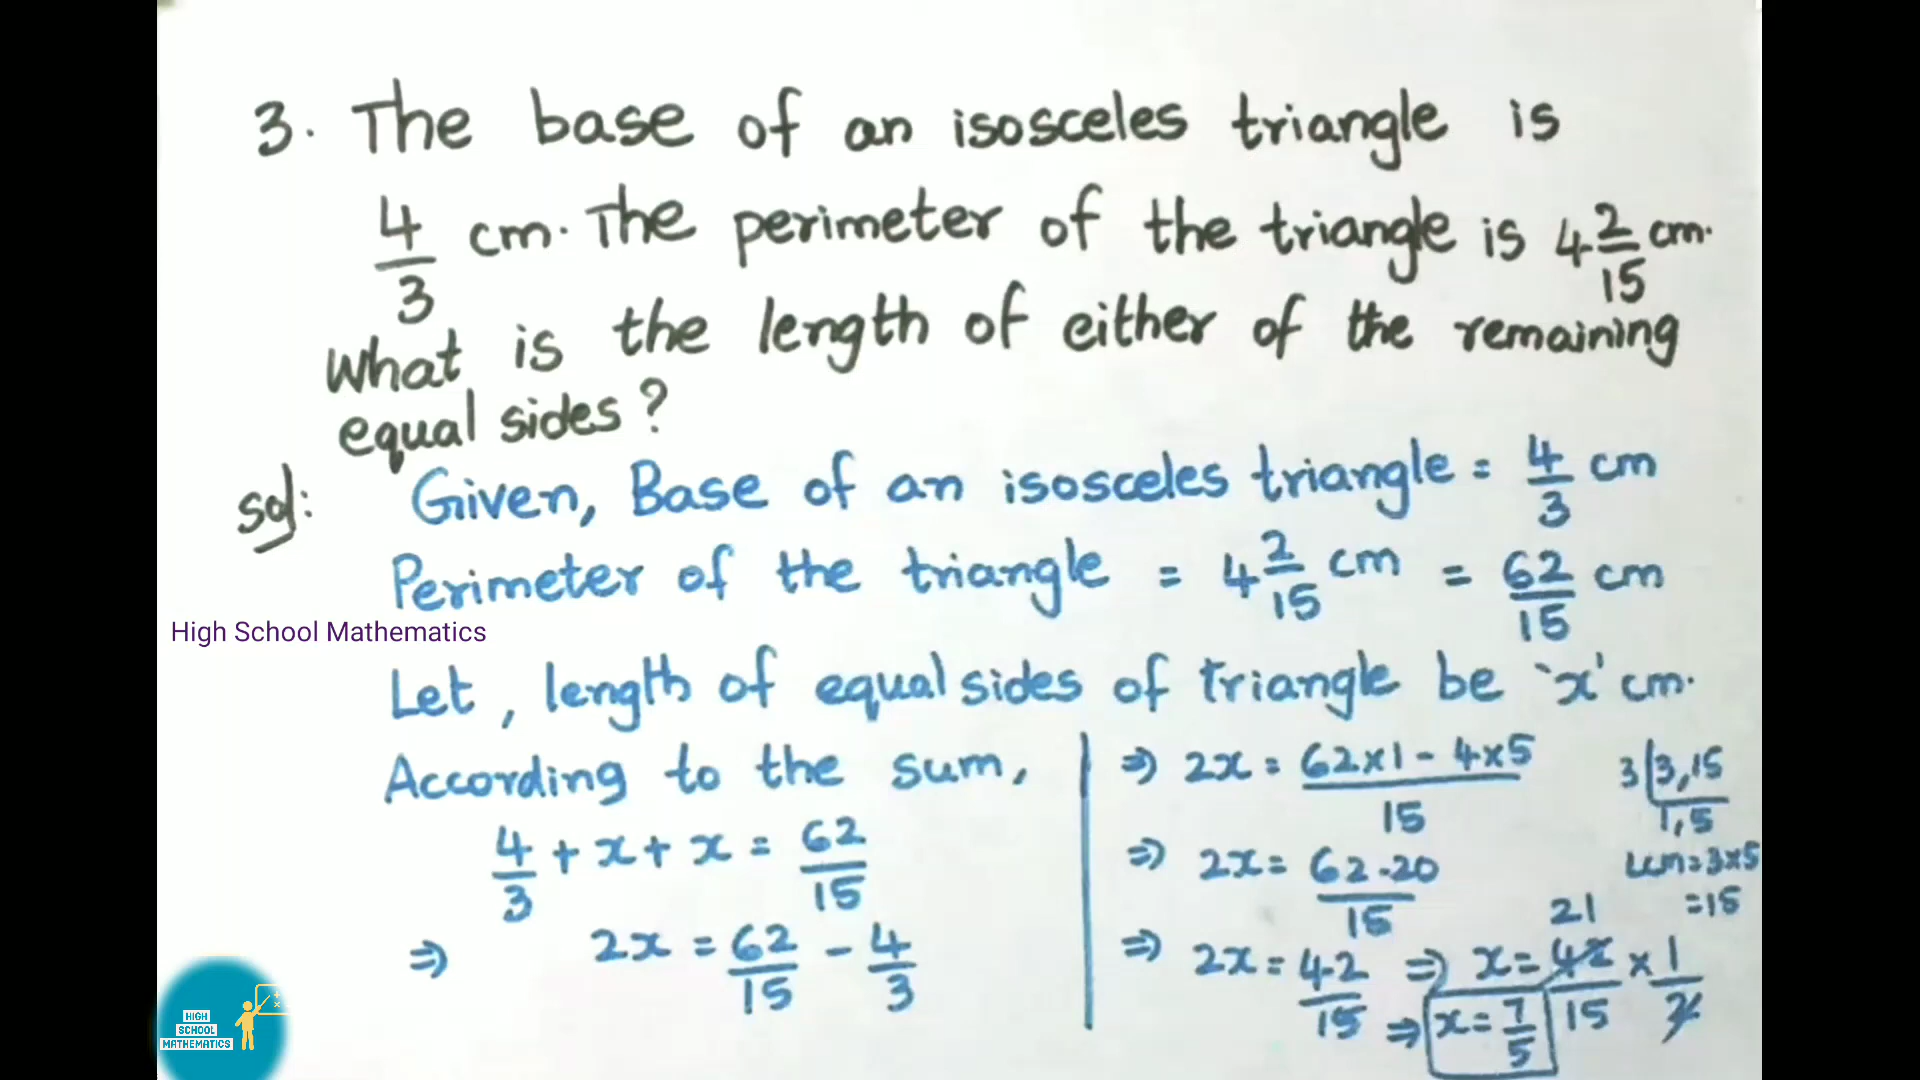 3. The base of an isosceles triangle is
4/3 cm. The perimeter of the triangle is 4 2/15 cm.
What is the length of either of the remaining
equal sides?
Sol: Given, Base of an isosceles triangle = 4/3 cm
Perimeter of the triangle = 4 2/15 cm = 62/15 cm
High School Mathematics
Let, length of equal sides of triangle be 'x' cm.
According to the sum,
4/3 + x + x = 62/15
⇒ 2x = 62/15 - 4/3
⇒ 2x = 62×1 - 4×5 / 15
⇒ 2x = 62-20 / 15
⇒ 2x = 42/15 ⇒ x = 42/15 × 1/2
21
⇒ x = 7/5
3 | 3, 15
1, 5
LCM = 3×5
= 15
HIGH
SCHOOL
MATHEMATICS